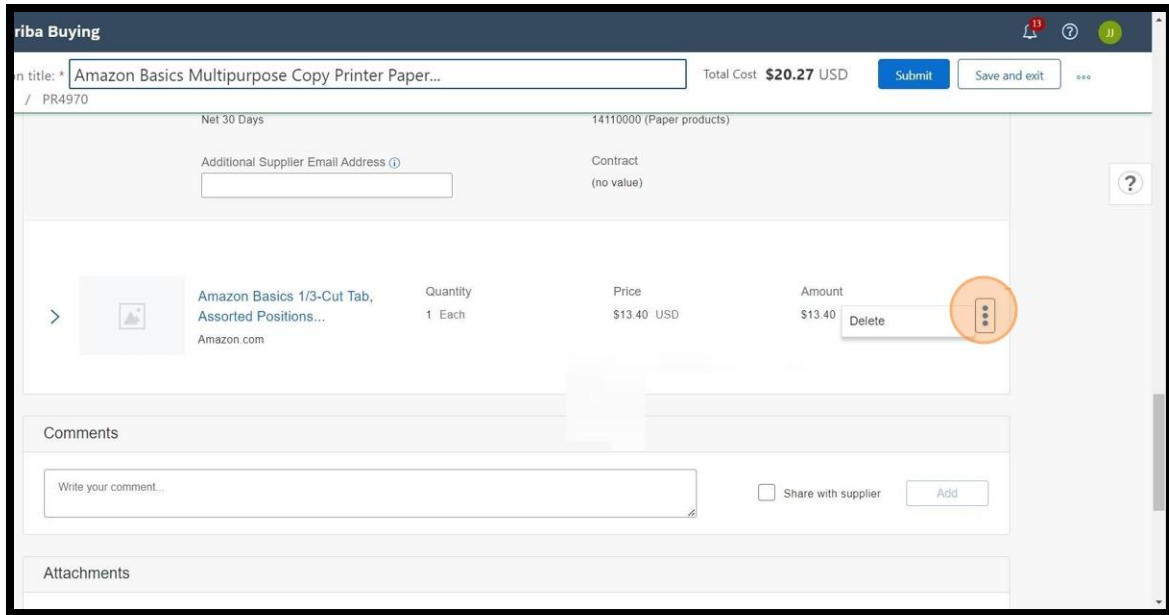 riba Buying
13
?
JJ
n title: * Amazon Basics Multipurpose Copy Printer Paper...
Total Cost $20.27 USD
Submit
Save and exit
/ PR4970
Net 30 Days
14110000 (Paper products)
Additional Supplier Email Address
Contract
(no value)
?
Amazon Basics 1/3-Cut Tab,
Assorted Positions...
Amazon.com
Quantity
1 Each
Price
$13.40 USD
Amount
$13.40
Delete
Comments
Write your comment...
Share with supplier
Add
Attachments